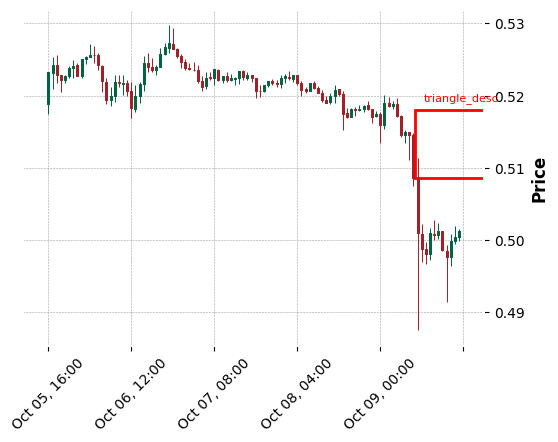 0.53
triangle_desc
0.52
0.51
0.50
0.49
Price
Oct 05, 16:00
Oct 06, 12:00
Oct 07, 08:00
Oct 08, 04:00
Oct 09, 00:00